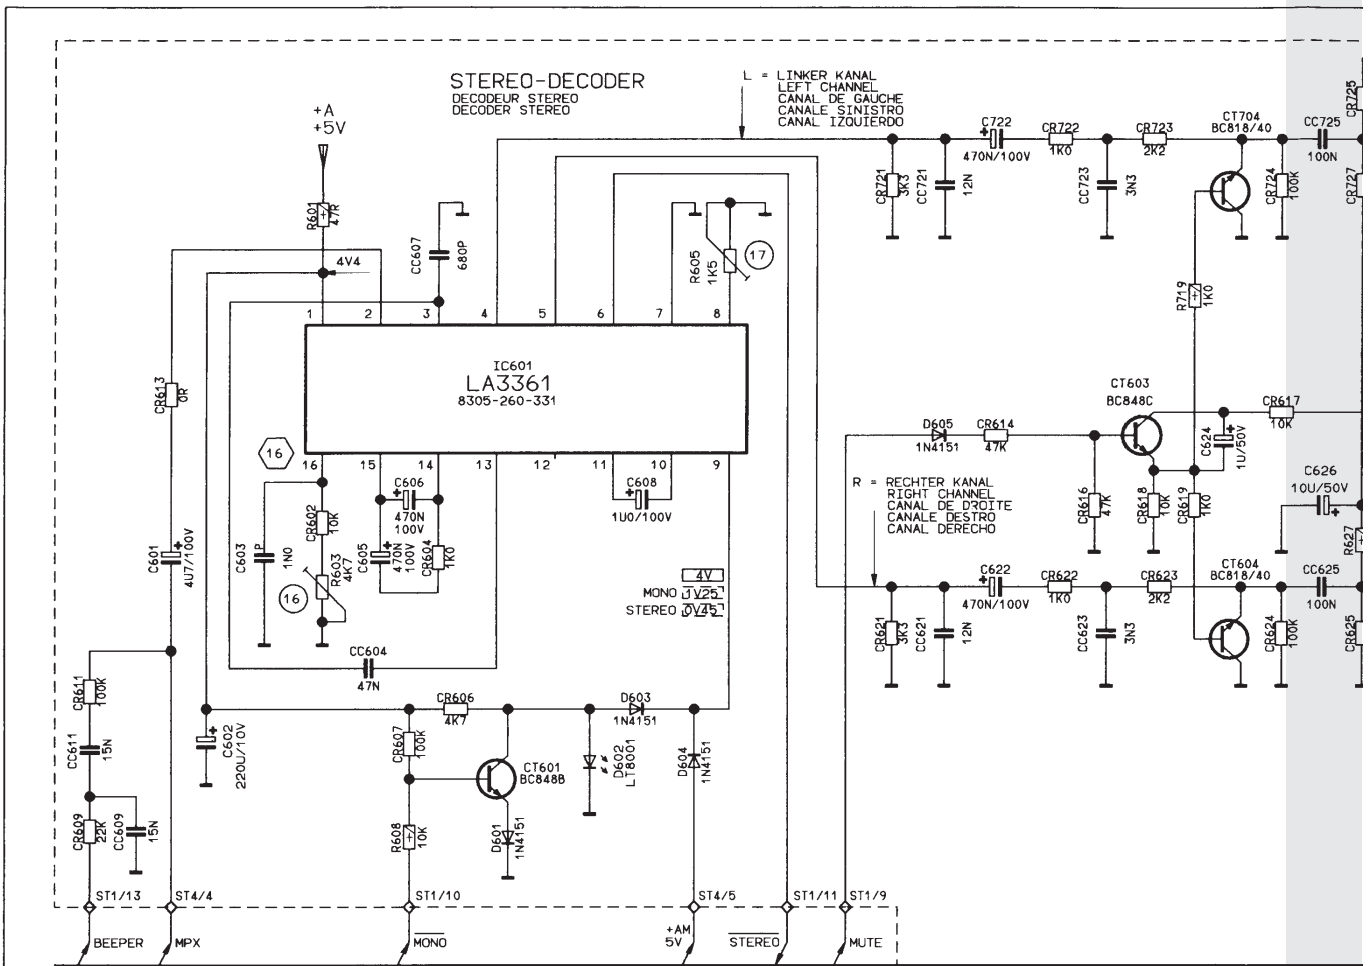 STEREO-DECODER
DECODEUR STEREO
DECODER STEREO
L = LINKER KANAL
LEFT CHANNEL
CANAL DE GAUCHE
CANALE SINISTRO
CANAL IZQUIERDO
+A
+5V
R601
47R
4V4
CC607
680P
R605
1K5
17
C722
470N/100V
CR722
1K0
CR723
2K2
CT704
BC818/40
CC725
100N
CR725
CR721
3K3
CC721
12N
CC723
3N3
CR724
100K
CR727
R719
1K0
1
2
3
4
5
6
7
8
IC601
LA3361
8305-260-331
CR613
0R
16
16
15
14
13
12
11
10
9
CT603
BC848C
D605
1N4151
CR614
47K
C624
1U/50V
CR617
10K
R = RECHTER KANAL
RIGHT CHANNEL
CANAL DE DROITE
CANALE DESTRO
CANAL DERECHO
CR616
47K
CR618
10K
CR619
1K0
C626
10U/50V
R627
C601
4U7/100V
C603
P
1N0
CR602
10K
R603
4K7
16
C606
470N
100V
C605
470N
100V
CR604
1K0
C608
1U0/100V
4V
MONO 1V25
STEREO 0V45
C622
470N/100V
CR622
1K0
CR623
2K2
CT604
BC818/40
CC625
100N
CR621
3K3
CC621
12N
CC623
3N3
CR624
100K
CR625
CC604
47N
CR611
100K
CC611
15N
CR609
22K
CC609
15N
C602
220U/10V
CR606
4K7
CR607
100K
CT601
BC848B
D603
1N4151
D602
LT8001
D604
1N4151
R608
10K
D601
1N4151
ST1/13
ST4/4
ST1/10
ST4/5
ST1/11
ST1/9
BEEPER
MPX
MONO
+AM
5V
STEREO
MUTE